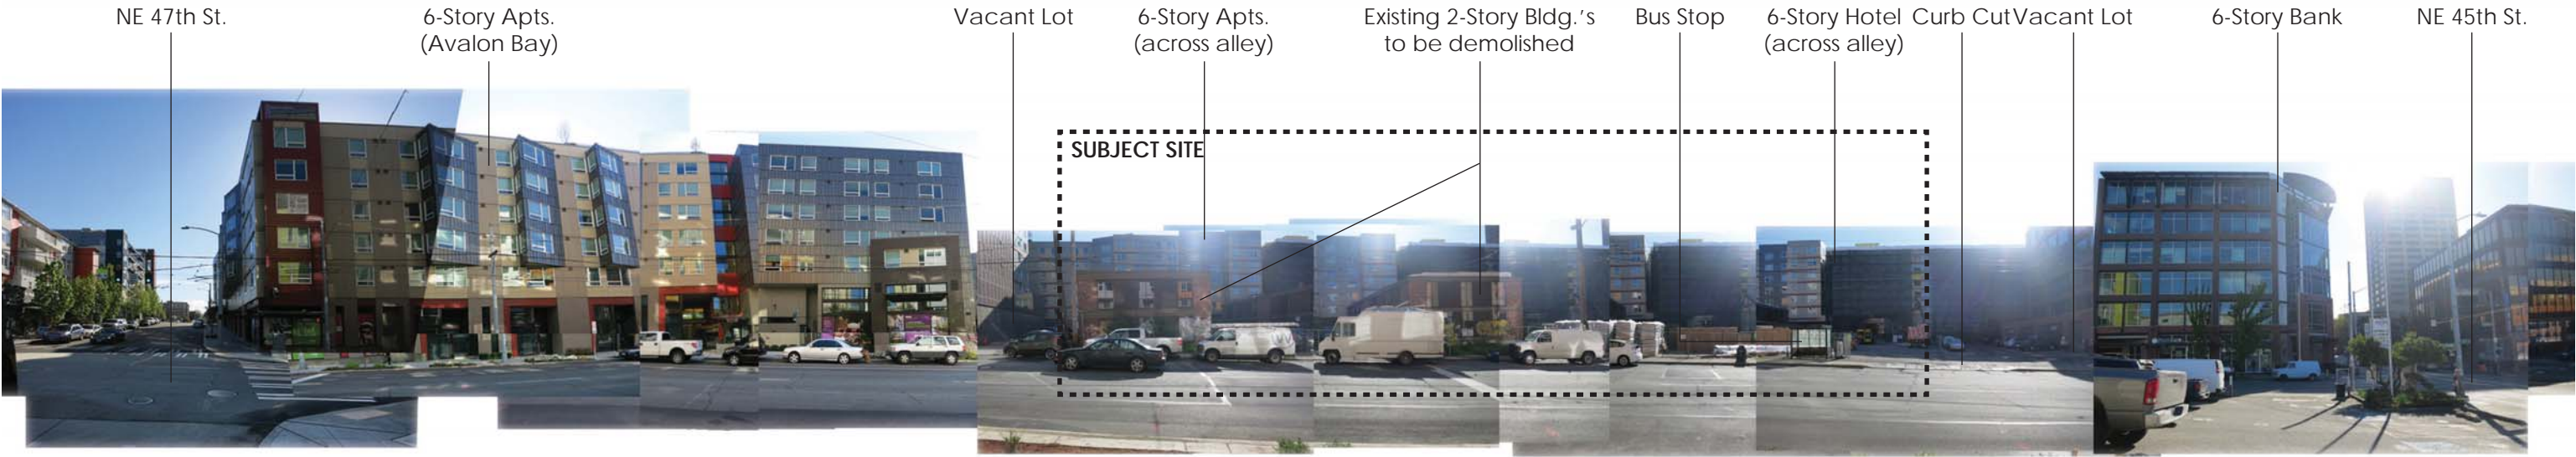 NE 47th St.
6-Story Apts.
(Avalon Bay)
Vacant Lot
6-Story Apts.
(across alley)
Existing 2-Story Bldg.'s
to be demolished
Bus Stop
6-Story Hotel
(across alley)
Curb Cut
Vacant Lot
6-Story Bank
NE 45th St.
SUBJECT SITE